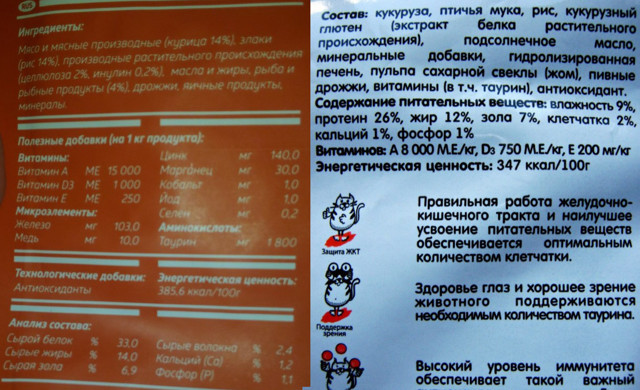 RUS
Ингредиенты:
Мясо и мясные производные (курица 14%), злаки
(рис 14%), производные растительного происхождения
(целлюлоза 2%, инулин 0,2%), масла и жиры, рыба и
рыбные продукты (4%), дрожжи, яичные продукты,
минералы.
Полезные добавки (на 1 кг продукта):
Витамины:
Витамин А МЕ 15 000
Витамин D3 МЕ 1 000
Витамин Е МЕ 250
Микроэлементы:
Железо мг 103,0
Медь мг 10,0
Цинк мг 140,0
Марганец мг 30,0
Кобальт мг 1,0
Йод мг 1,0
Селен мг 0,2
Аминокислоты:
Таурин мг 1 800
Технологические добавки:
Антиоксиданты
Энергетическая ценность:
385,6 ккал/100г
Анализ состава:
Сырой белок % 33,0
Сырые жиры % 14,0
Сырая зола % 6,9
Сырые волокна % 2,4
Кальций (Ca) % 1,2
Фосфор (P) % 1,1
Состав: кукуруза, птичья мука, рис, кукурузный
глютен (экстракт белка растительного
происхождения), подсолнечное масло,
минеральные добавки, гидролизированная
печень, пульпа сахарной свеклы (жом), пивные
дрожжи, витамины (в т.ч. таурин), антиоксидант.
Содержание питательных веществ: влажность 9%,
протеин 26%, жир 12%, зола 7%, клетчатка 2%,
кальций 1%, фосфор 1%
Витаминов: А 8 000 М.Е/кг, D3 750 М.Е/кг, Е 200 мг/кг
Энергетическая ценность: 347 ккал/100г
Защита ЖКТ
Правильная работа желудочно-
кишечного тракта и наилучшее
усвоение питательных веществ
обеспечивается оптимальным
количеством клетчатки.
Поддержка
зрения
Здоровье глаз и хорошее зрение
животного поддерживаются
необходимым количеством таурина.
Высокий уровень иммунитета
обеспечивает такой важный